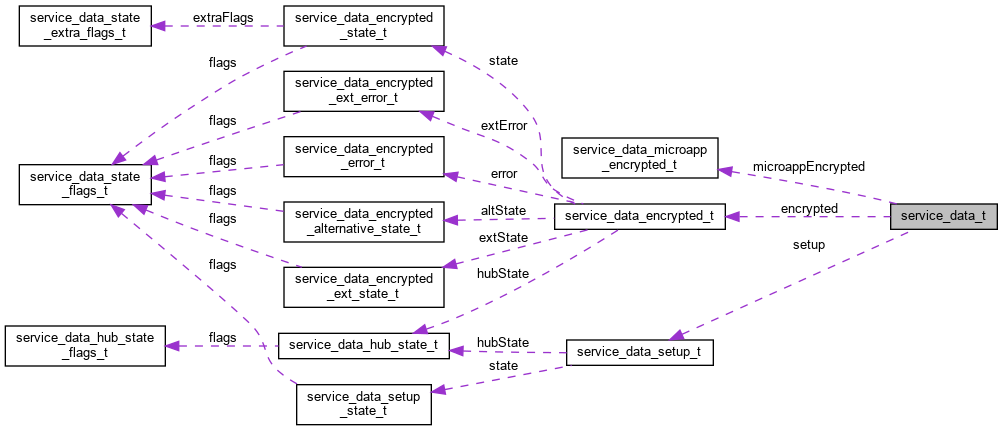 service_data_state
_extra_flags_t
extraFlags
service_data_encrypted
_state_t
flags
state
service_data_encrypted
_ext_error_t
flags
extError
service_data_encrypted
_error_t
flags
error
service_data_microapp
_encrypted_t
microappEncrypted
service_data_state
_flags_t
flags
service_data_encrypted
_alternative_state_t
altState
service_data_encrypted_t
encrypted
service_data_t
flags
extState
setup
service_data_encrypted
_ext_state_t
flags
hubState
service_data_hub_state
_flags_t
flags
service_data_hub_state_t
hubState
service_data_setup_t
state
service_data_setup
_state_t